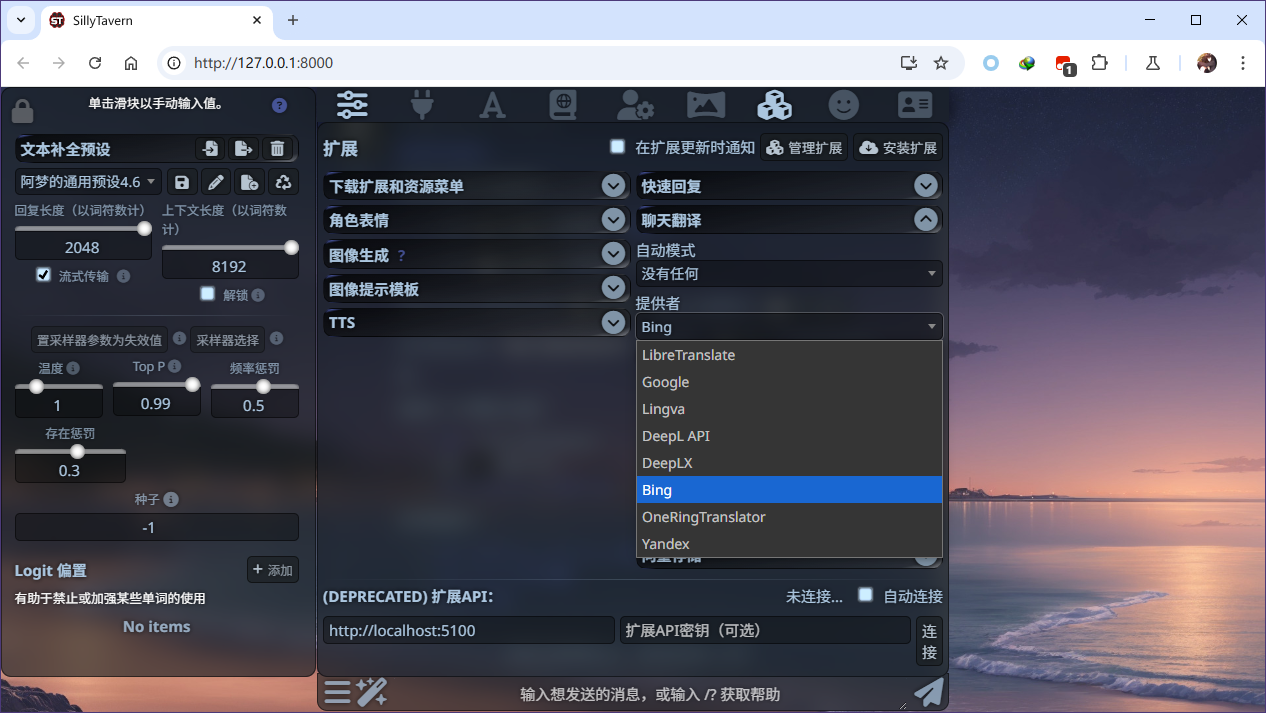 SillyTavern
http://127.0.0.1:8000
1
单击滑块以手动输入值。
?
文本补全预设
阿梦的通用预设4.6
回复长度（以词符数计）
上下文长度（以词符数计）
2048
8192
流式传输
解锁
置采样器参数为失效值
采样器选择
温度
Top P
频率惩罚
1
0.99
0.5
存在惩罚
0.3
种子
-1
Logit 偏置
+ 添加
有助于禁止或加强某些单词的使用
No items
扩展
在扩展更新时通知
管理扩展
安装扩展
下载扩展和资源菜单
角色表情
图像生成 ?
图像提示模板
TTS
快速回复
聊天翻译
自动模式
没有任何
提供者
Bing
LibreTranslate
Google
Lingva
DeepL API
DeepLX
Bing
OneRingTranslator
Yandex
(DEPRECATED) 扩展API:
未连接...
自动连接
http://localhost:5100
扩展API密钥（可选）
连接
输入想发送的消息，或输入 /? 获取帮助